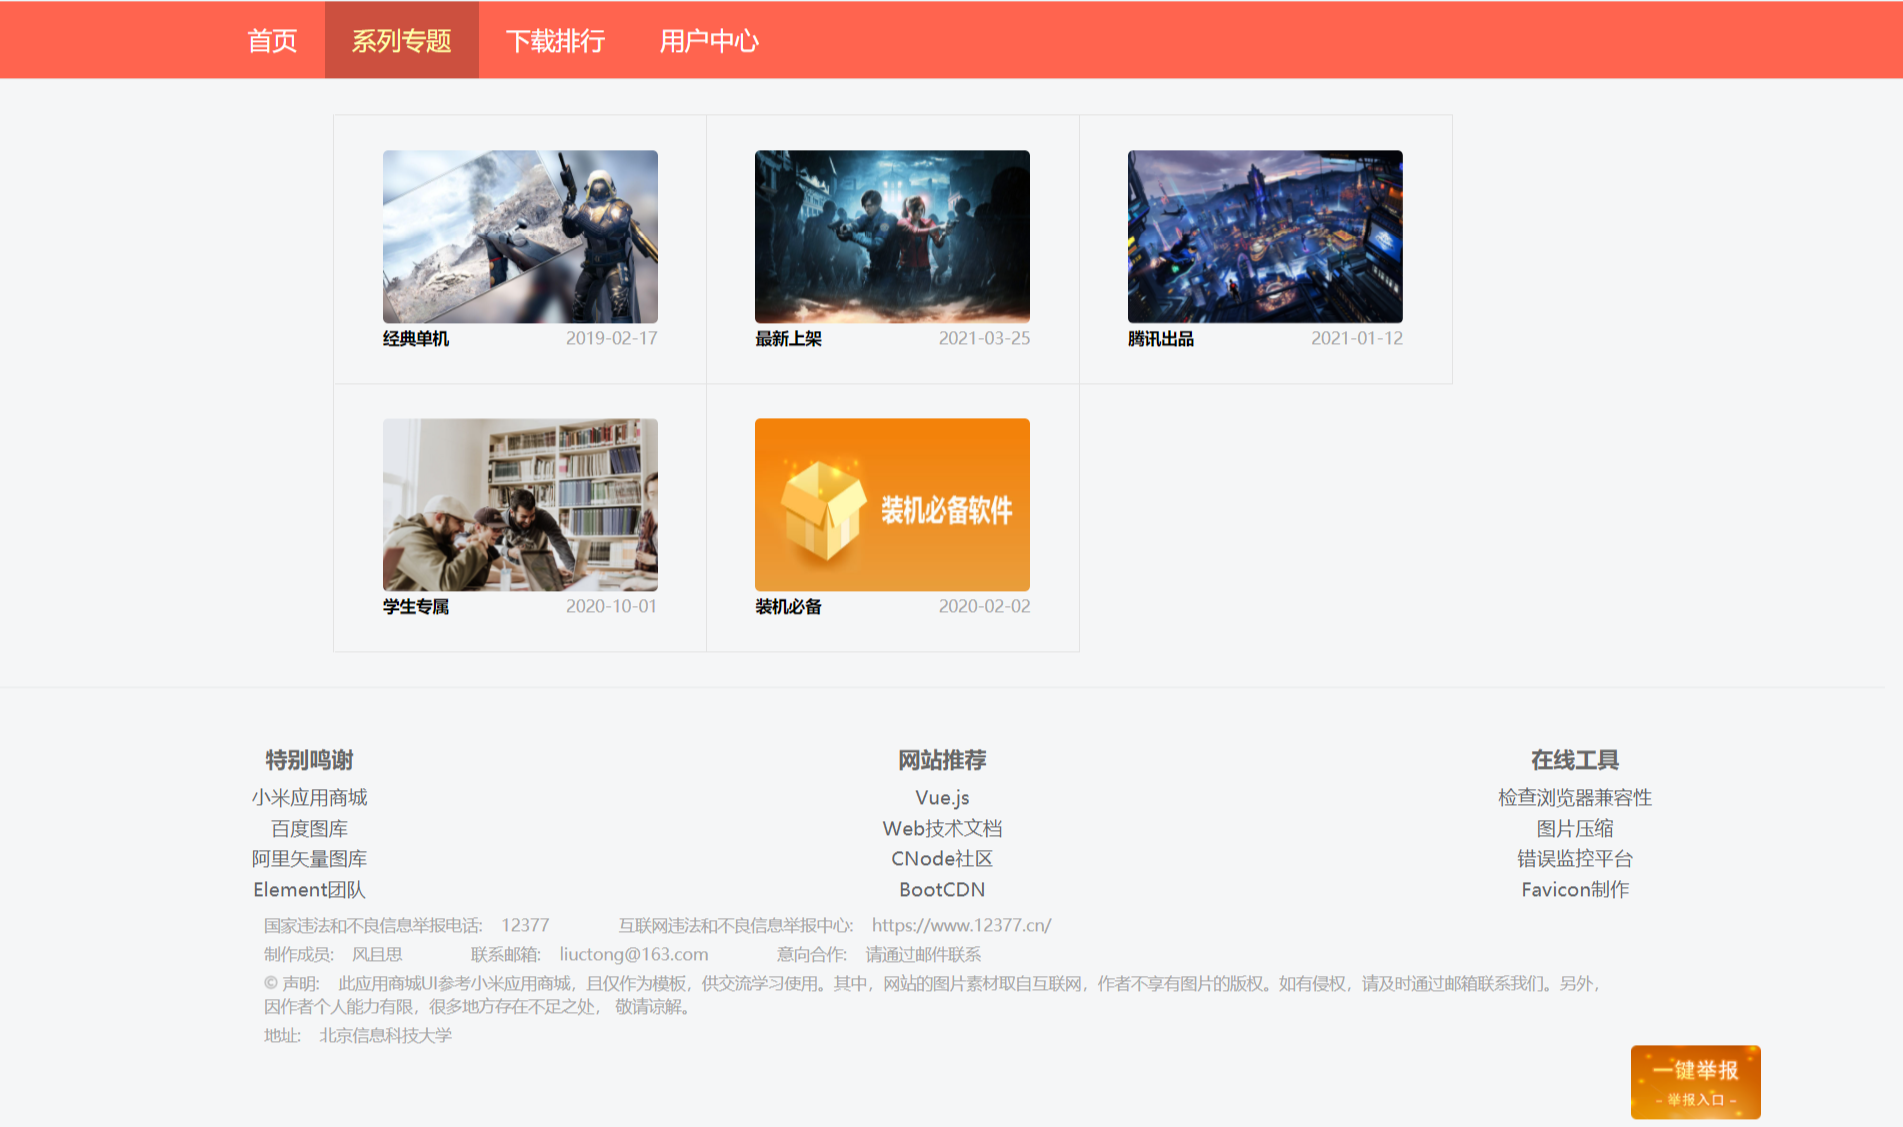 首页 系列专题 下载排行 用户中心
经典单机 2019-02-17 最新上架 2021-03-25 腾讯出品 2021-01-12
装机必备软件
学生专属 2020-10-01 装机必备 2020-02-02
特别鸣谢 网站推荐 在线工具
小米应用商城 Vue.js 检查浏览器兼容性
百度图库 Web技术文档 图片压缩
阿里矢量图库 CNode社区 错误监控平台
Element团队 BootCDN Favicon制作
国家违法和不良信息举报电话: 12377 互联网违法和不良信息举报中心: https://www.12377.cn/
制作成员: 风且思 联系邮箱: liuctong@163.com 意向合作: 请通过邮件联系
© 声明: 此应用商城UI参考小米应用商城，且仅作为模板，供交流学习使用。其中，网站的图片素材取自互联网，作者不享有图片的版权。如有侵权，请及时通过邮箱联系我们。另外，
因作者个人能力有限，很多地方存在不足之处， 敬请谅解。
地址: 北京信息科技大学
一键举报
- 举报入口 -